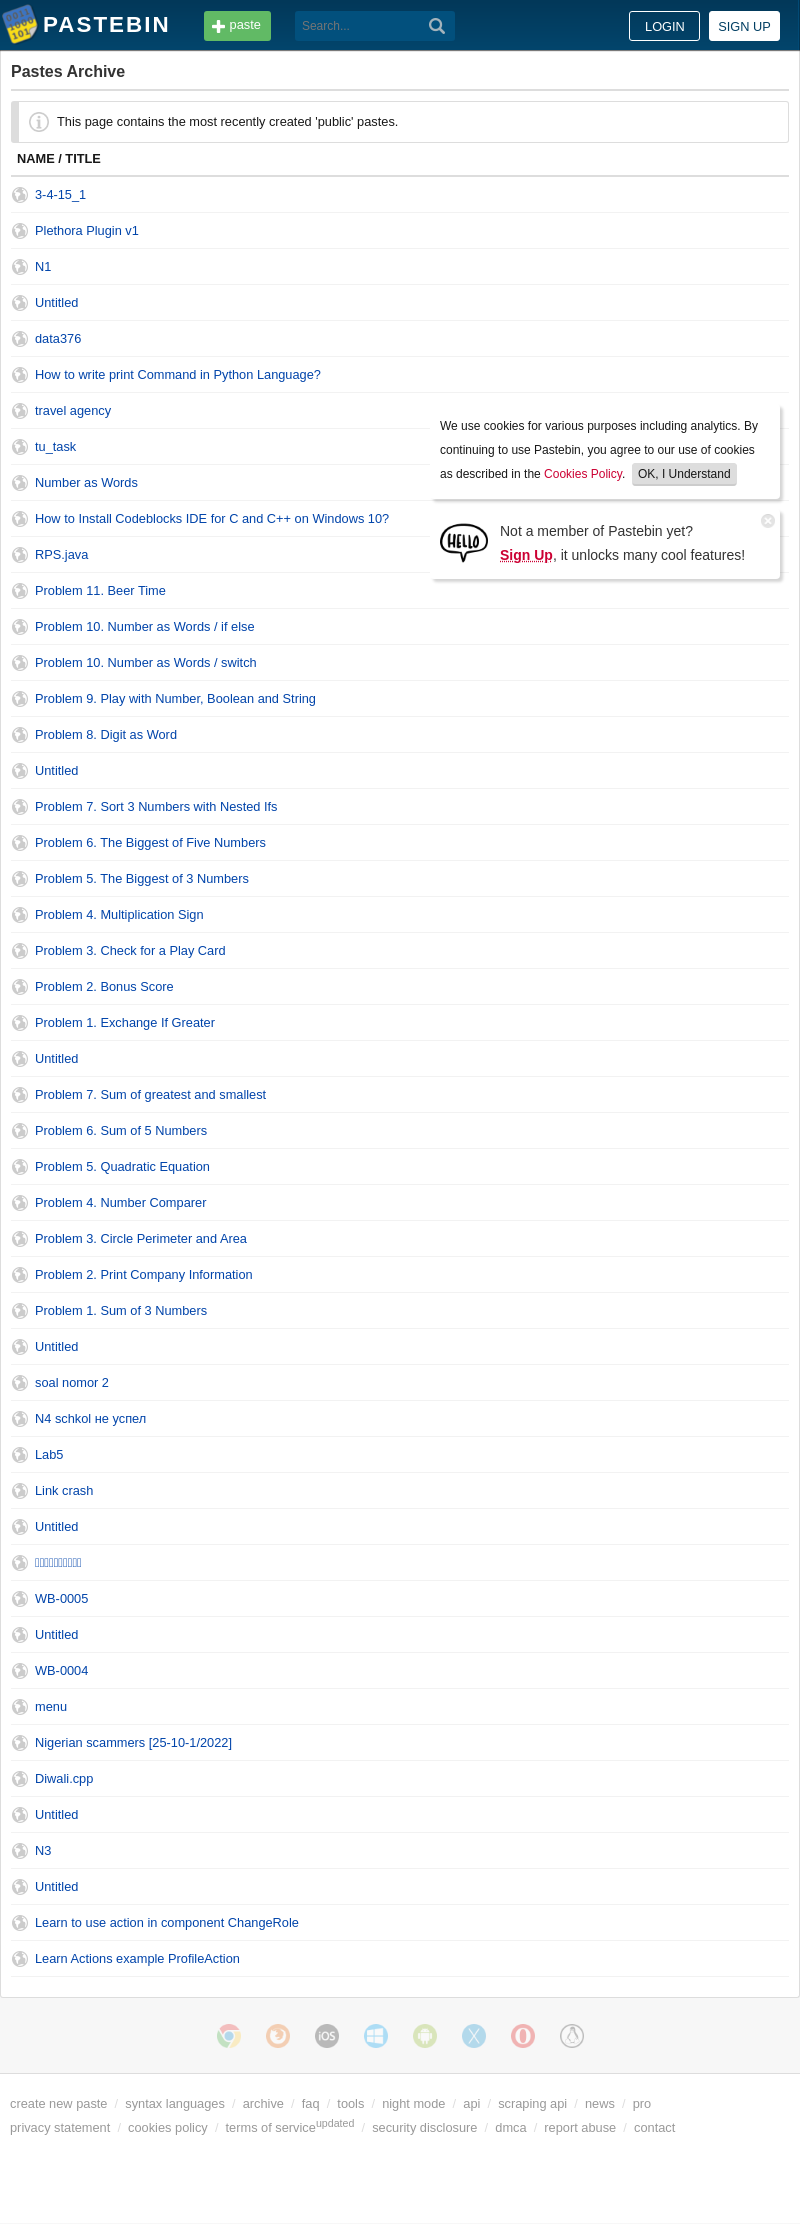 PASTEBIN paste Search... LOGIN SIGN UP
Pastes Archive
This page contains the most recently created 'public' pastes.
NAME / TITLE
3-4-15_1
Plethora Plugin v1
N1
Untitled
data376
How to write print Command in Python Language?
travel agency
tu_task
Number as Words
How to Install Codeblocks IDE for C and C++ on Windows 10?
RPS.java
We use cookies for various purposes including analytics. By
continuing to use Pastebin, you agree to our use of cookies
as described in the Cookies Policy. OK, I Understand
HELLO
Not a member of Pastebin yet?
Sign Up, it unlocks many cool features!
Problem 11. Beer Time
Problem 10. Number as Words / if else
Problem 10. Number as Words / switch
Problem 9. Play with Number, Boolean and String
Problem 8. Digit as Word
Untitled
Problem 7. Sort 3 Numbers with Nested Ifs
Problem 6. The Biggest of Five Numbers
Problem 5. The Biggest of 3 Numbers
Problem 4. Multiplication Sign
Problem 3. Check for a Play Card
Problem 2. Bonus Score
Problem 1. Exchange If Greater
Untitled
Problem 7. Sum of greatest and smallest
Problem 6. Sum of 5 Numbers
Problem 5. Quadratic Equation
Problem 4. Number Comparer
Problem 3. Circle Perimeter and Area
Problem 2. Print Company Information
Problem 1. Sum of 3 Numbers
Untitled
soal nomor 2
N4 schkol не успел
Lab5
Link crash
Untitled
WB-0005
Untitled
WB-0004
menu
Nigerian scammers [25-10-1/2022]
Diwali.cpp
Untitled
N3
Untitled
Learn to use action in component ChangeRole
Learn Actions example ProfileAction
iOS
create new paste / syntax languages / archive / faq / tools / night mode / api / scraping api / news / pro
privacy statement / cookies policy / terms of service updated / security disclosure / dmca / report abuse / contact